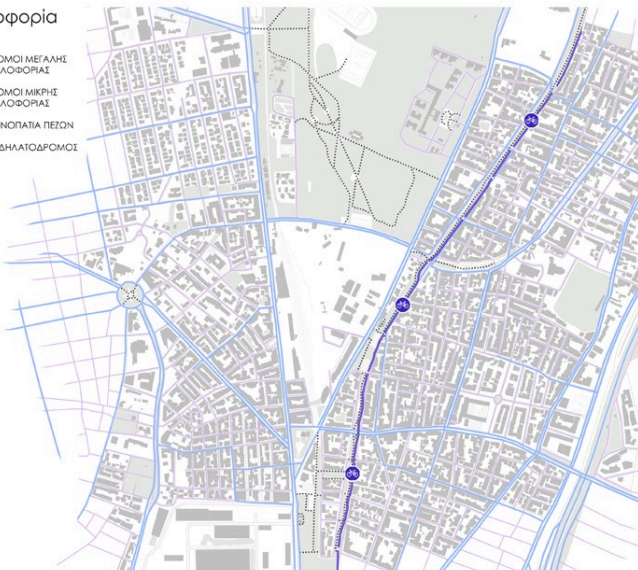 οφορία
ΟΜΟΙ ΜΕΓΑΛΗΣ
ΛΟΦΟΡΙΑΣ
ΟΜΟΙ ΜΙΚΡΗΣ
ΛΟΦΟΡΙΑΣ
ΝΟΠΑΤΙΑ ΠΕΖΩΝ
ΔΗΛΑΤΟΔΡΟΜΟΣ